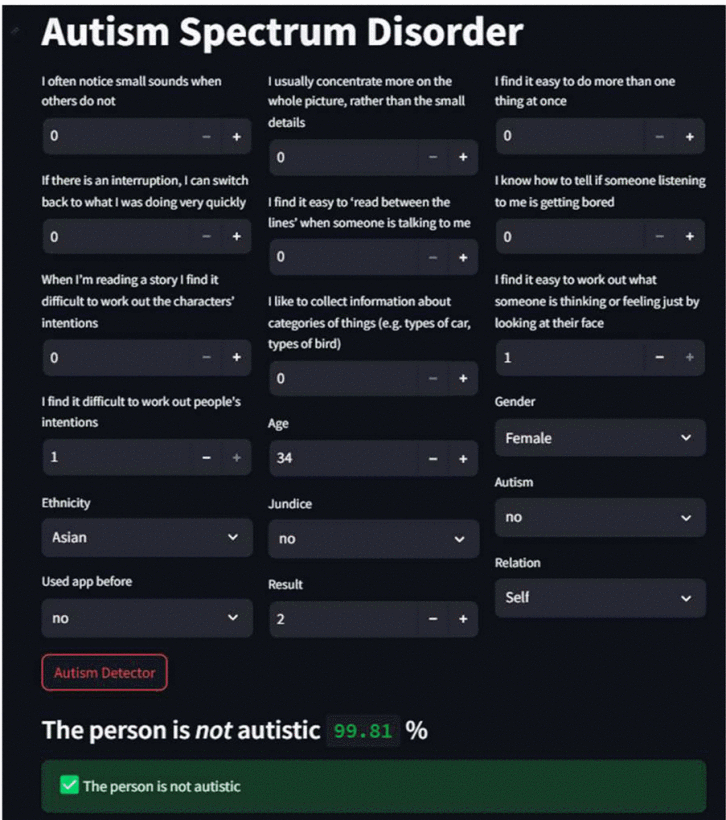 Autism Spectrum Disorder
I often notice small sounds when
others do not
0 − +
I usually concentrate more on the
whole picture, rather than the small
details
0 − +
I find it easy to do more than one
thing at once
0 − +
If there is an interruption, I can switch
back to what I was doing very quickly
0 − +
I find it easy to ‘read between the
lines’ when someone is talking to me
0 − +
I know how to tell if someone listening
to me is getting bored
0 − +
When I’m reading a story I find it
difficult to work out the characters’
intentions
0 − +
I like to collect information about
categories of things (e.g. types of car,
types of bird)
0 − +
I find it easy to work out what
someone is thinking or feeling just by
looking at their face
1 − +
I find it difficult to work out people’s
intentions
1 − +
Age
34 − +
Gender
Female
Ethnicity
Asian
Jundice
no
Autism
no
Used app before
no
Result
2 − +
Relation
Self
Autism Detector
The person is not autistic 99.81 %
The person is not autistic